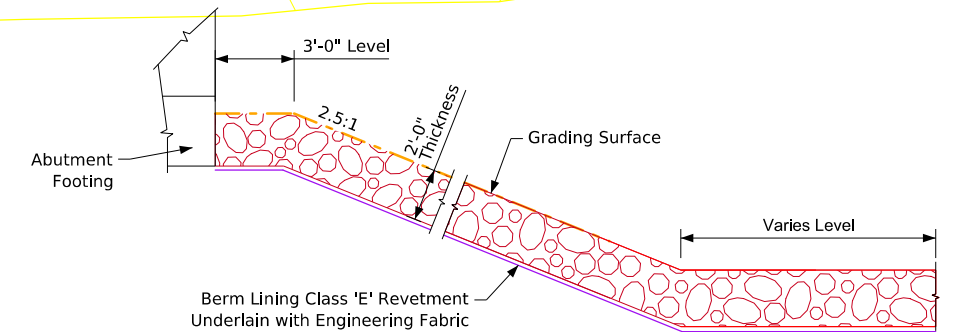 3'-0" Level
2.5:1
2'-0"
Thickness
Grading Surface
Abutment
Footing
Varies Level
Berm Lining Class 'E' Revetment
Underlain with Engineering Fabric